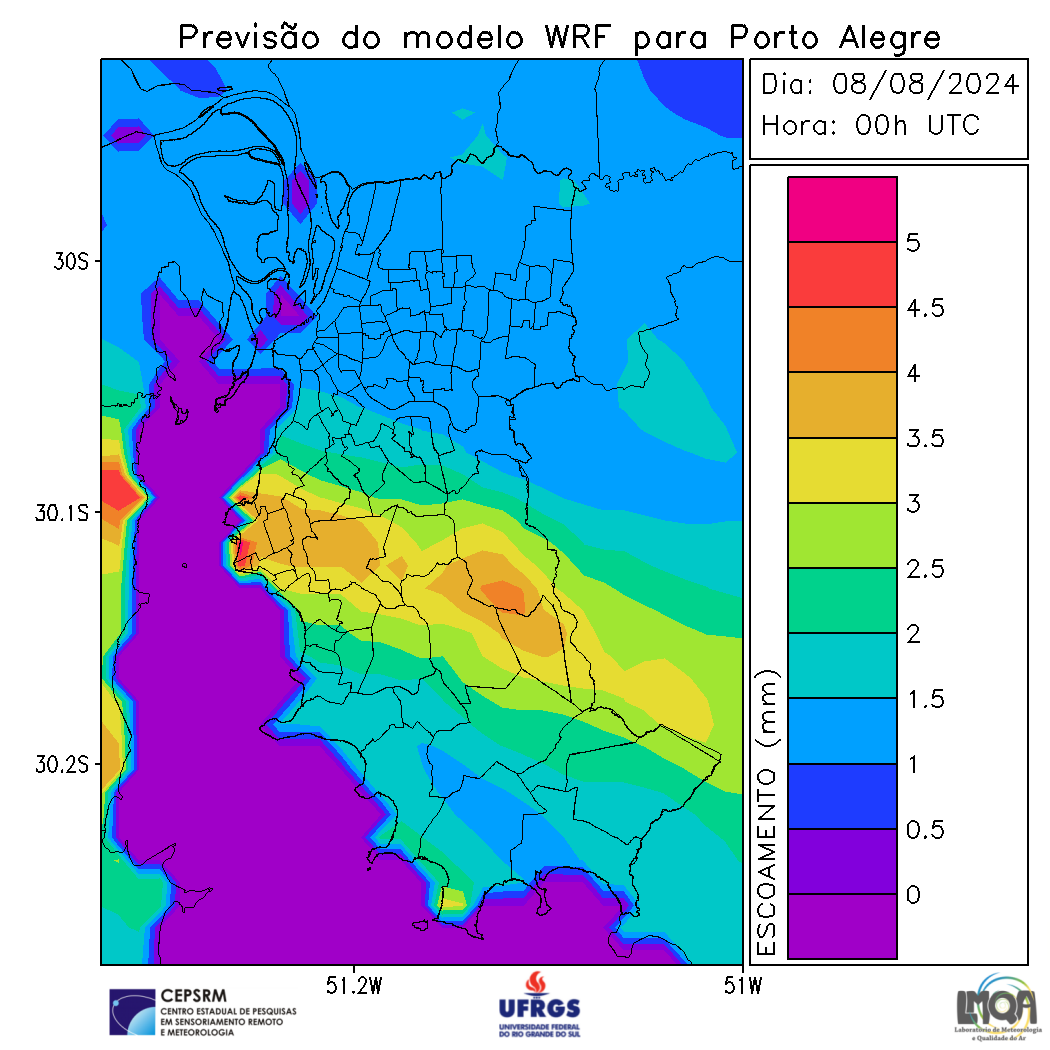 Previsão do modelo WRF para Porto Alegre
Dia: 08/08/2024
Hora: 00h UTC
30S
30.1S
30.2S
51.2W
51W
5
4.5
4
3.5
3
2.5
2
1.5
1
0.5
0
ESCOAMENTO (mm)
CEPSRM
CENTRO ESTADUAL DE PESQUISAS
EM SENSORIAMENTO REMOTO
E METEOROLOGIA
UFRGS
UNIVERSIDADE FEDERAL
DO RIO GRANDE DO SUL
LMQA
Laboratório de Meteorologia
e Qualidade do Ar